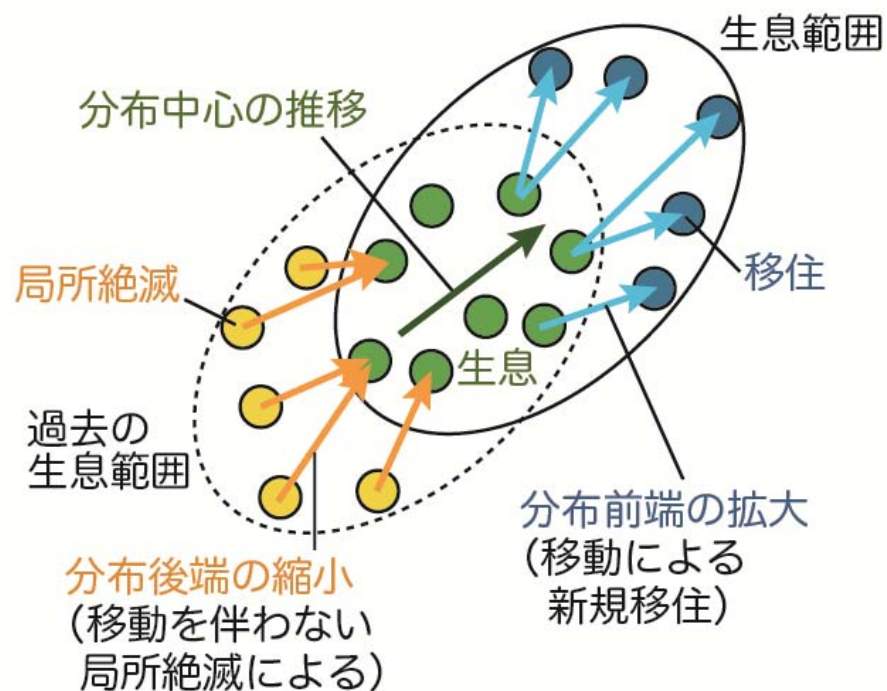 生息範囲
分布中心の推移
局所絶滅
移住
生息
過去の
生息範囲
分布前端の拡大
（移動による
新規移住）
分布後端の縮小
（移動を伴わない
局所絶滅による）